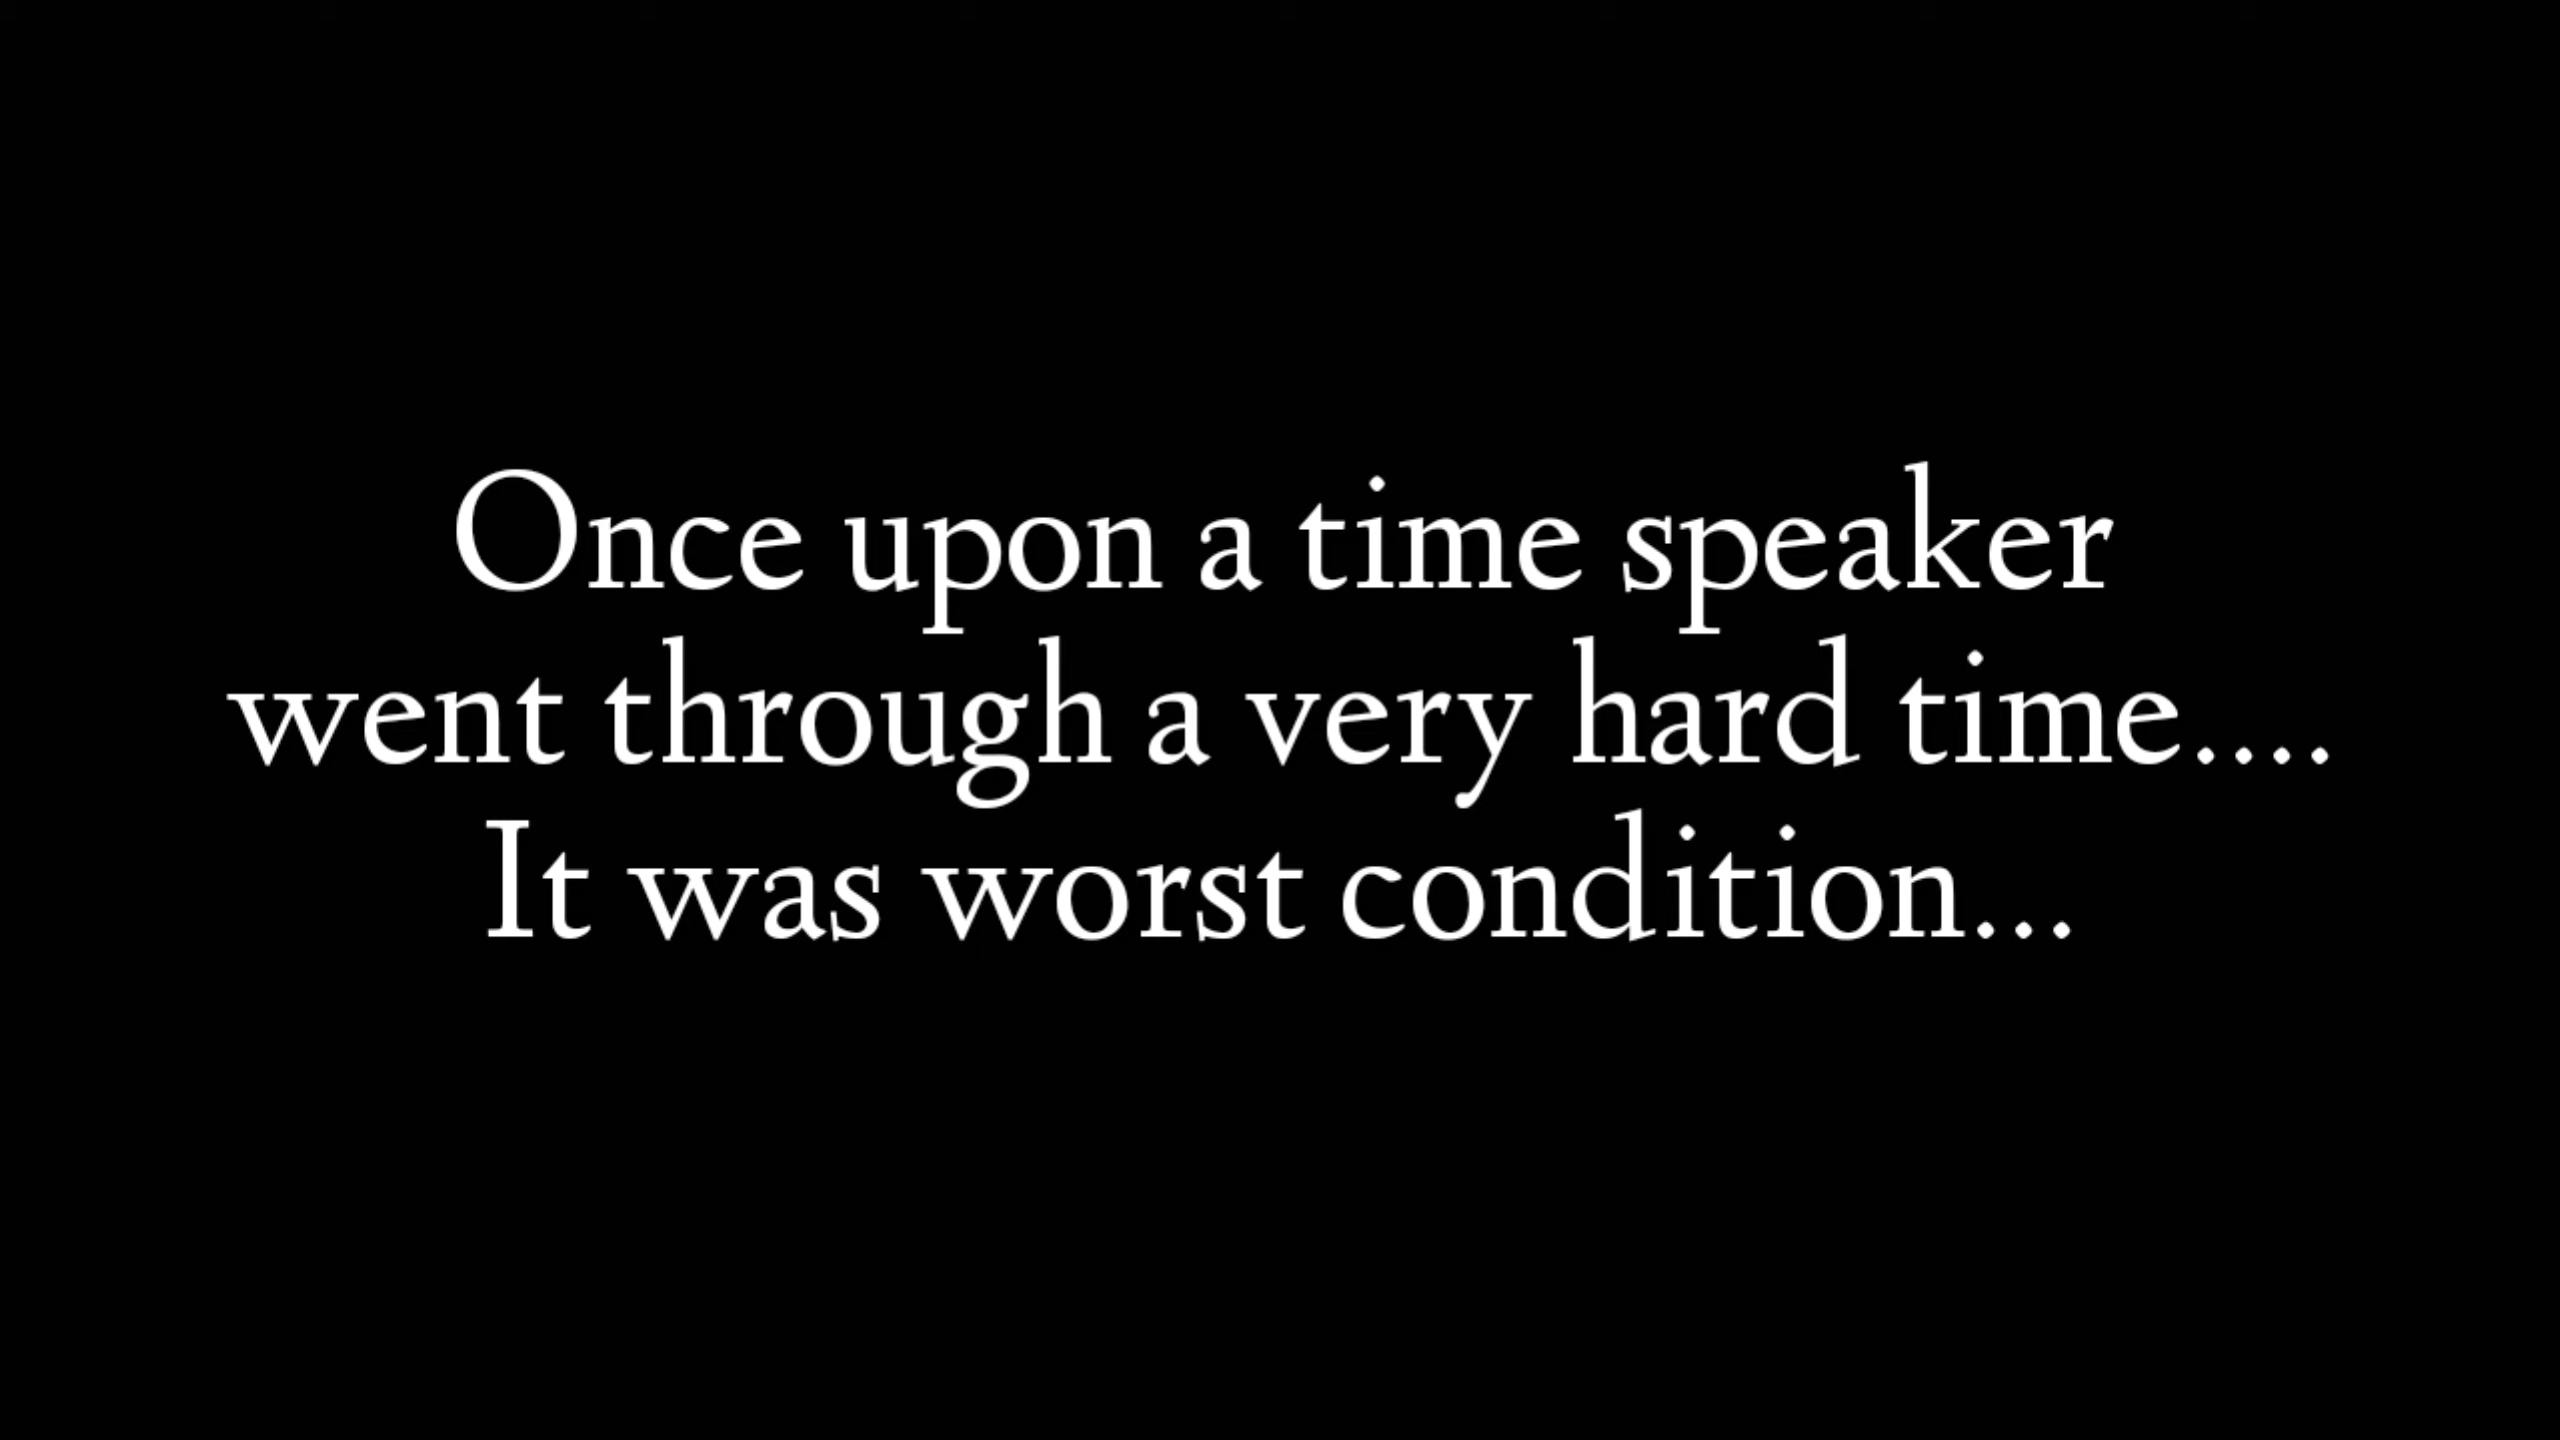 Once upon a time speaker
went through a very hard time....
It was worst condition...